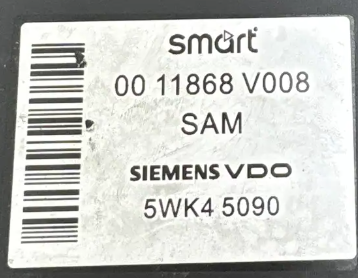 smart
00 11868 V008
SAM
SIEMENS VDO
5WK4 5090